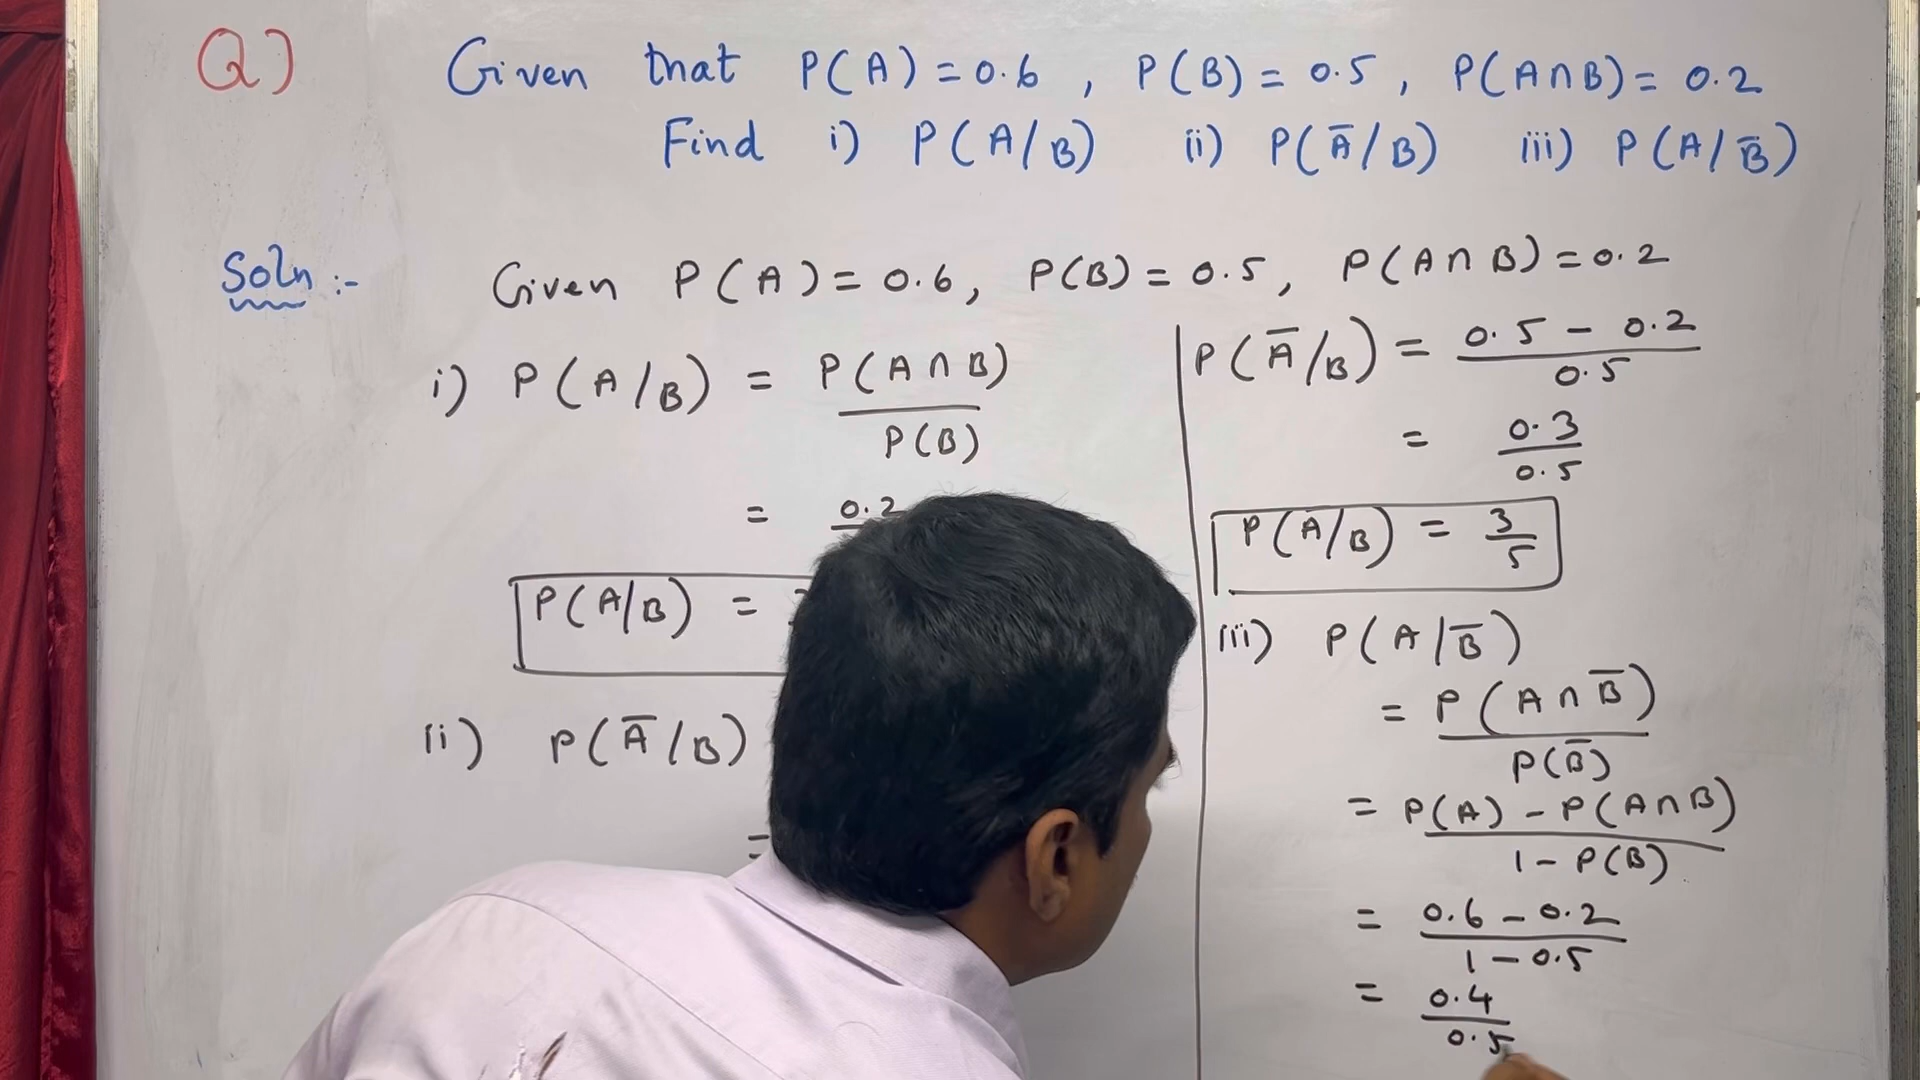 Q) Given that P(A) = 0.6 , P(B) = 0.5 , P(A∩B) = 0.2
Find i) P(A/B) ii) P(Ā/B) iii) P(A/B̄)
Soln :- Given P(A) = 0.6, P(B) = 0.5, P(A∩B) = 0.2
i) P(A/B) = P(A∩B)
P(B)
= 0.2
P(A/B) =
ii) P(Ā/B)
=
P(Ā/B) = 0.5 - 0.2
0.5
= 0.3
0.5
P(Ā/B) = 3
5
iii) P(A/B̄)
= P(A∩B̄)
P(B̄)
= P(A) - P(A∩B)
1 - P(B)
= 0.6 - 0.2
1 - 0.5
= 0.4
0.5